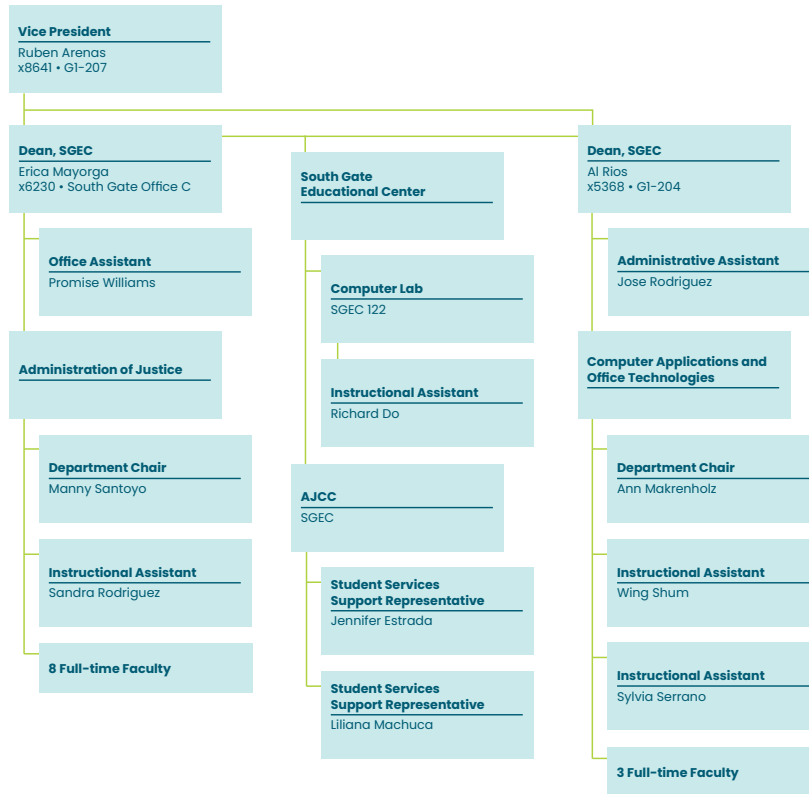 Vice President
Ruben Arenas
x8641 • G1-207
Dean, SGEC
Erica Mayorga
x6230 • South Gate Office C
Office Assistant
Promise Williams
Administration of Justice
Department Chair
Manny Santoyo
Instructional Assistant
Sandra Rodriguez
8 Full-time Faculty
South Gate
Educational Center
Computer Lab
SGEC 122
Instructional Assistant
Richard Do
AJCC
SGEC
Student Services
Support Representative
Jennifer Estrada
Student Services
Support Representative
Liliana Machuca
Dean, SGEC
Al Rios
x5368 • G1-204
Administrative Assistant
Jose Rodriguez
Computer Applications and
Office Technologies
Department Chair
Ann Makrenholz
Instructional Assistant
Wing Shum
Instructional Assistant
Sylvia Serrano
3 Full-time Faculty